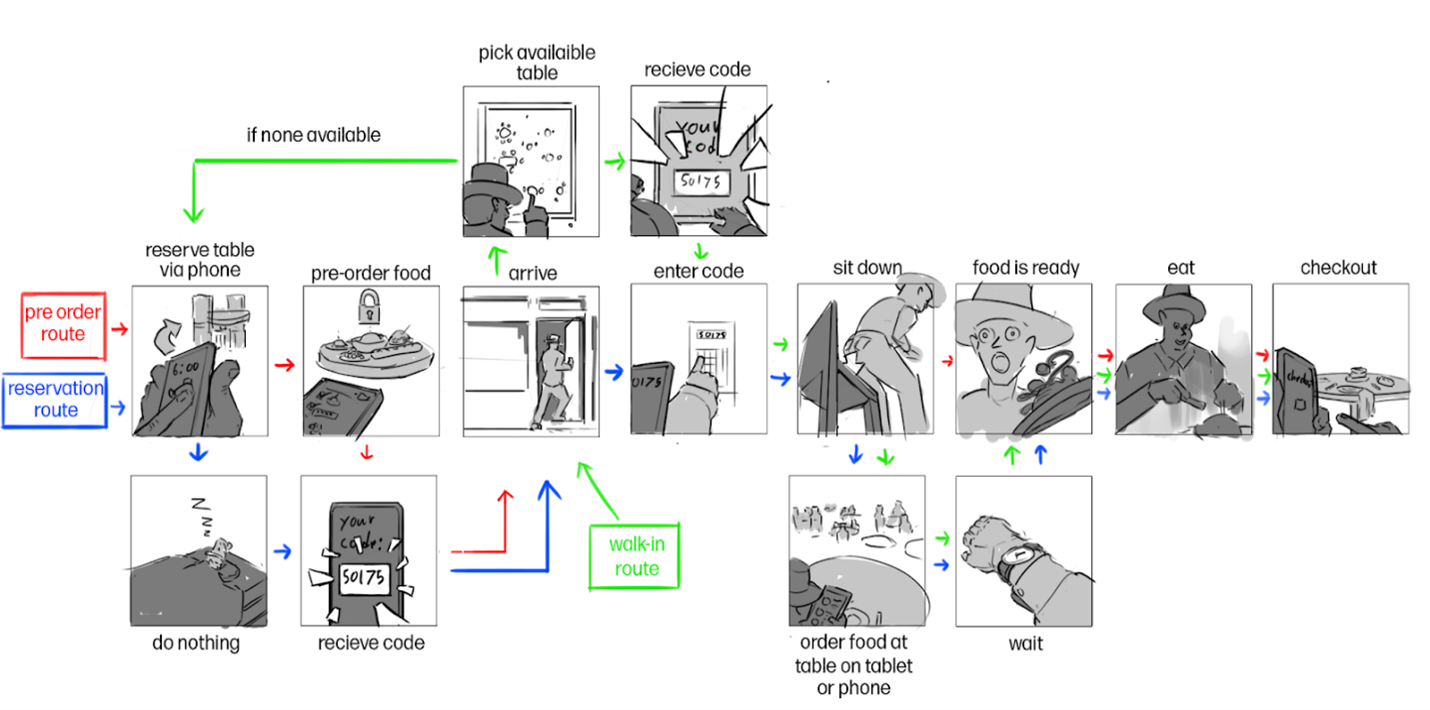 pick availaible
table
recieve code
if none available
your
cod
50175
reserve table
via phone
pre-order food
arrive
enter code
sit down
food is ready
eat
checkout
pre order
route
reservation
route
6:00
50175
0175
check
N
N
N
your
code:
50175
walk-in
route
do nothing
recieve code
order food at
table on tablet
or phone
wait